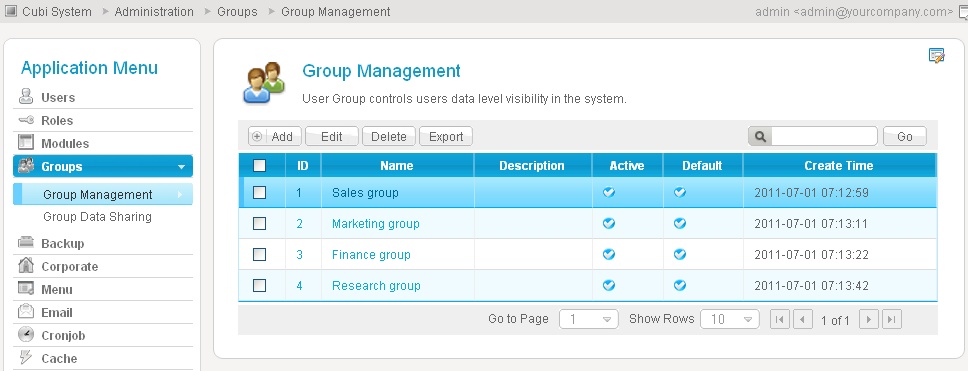 Cubi System Administration Groups Group Management admin <admin@yourcompany.com>
Application Menu
Users
Roles
Modules
Groups
Group Management
Group Data Sharing
Backup
Corporate
Menu
Email
Cronjob
Cache
Group Management
User Group controls users data level visibility in the system.
Add Edit Delete Export Go
ID Name Description Active Default Create Time
1 Sales group 2011-07-01 07:12:59
2 Marketing group 2011-07-01 07:13:11
3 Finance group 2011-07-01 07:13:22
4 Research group 2011-07-01 07:13:42
Go to Page 1 Show Rows 10 1 of 1